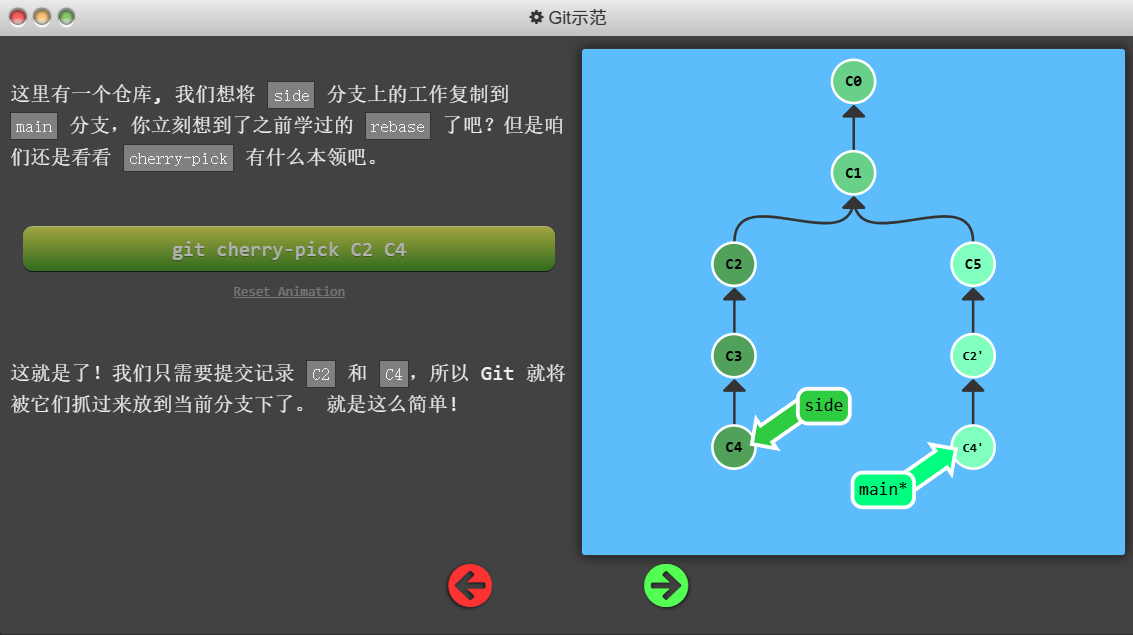 Git示范
这里有一个仓库, 我们想将 side 分支上的工作复制到
main 分支，你立刻想到了之前学过的 rebase 了吧？但是咱
们还是看看 cherry-pick 有什么本领吧。
git cherry-pick C2 C4
Reset Animation
这就是了！我们只需要提交记录 C2 和 C4，所以 Git 就将
被它们抓过来放到当前分支下了。 就是这么简单!
C0
C1
C2
C5
C3
C2'
side
C4
C4'
main*